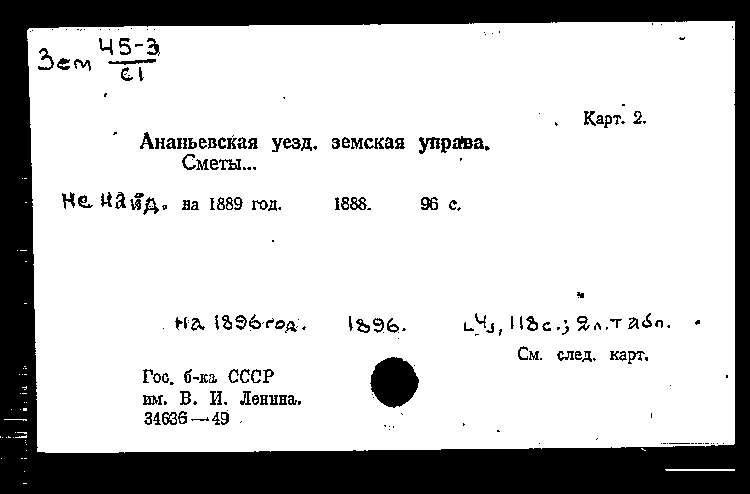 Зем 45-3
С1
Карт. 2.
Ананьевская уезд. земская управа.
Сметы...
Не найд. на 1889 год. 1888. 96 с.
на 1896 год. 1896. [4], 118 с.; 2 л. табл.
См. след. карт.
Гос. б-ка СССР
им. В. И. Ленина.
34636—49